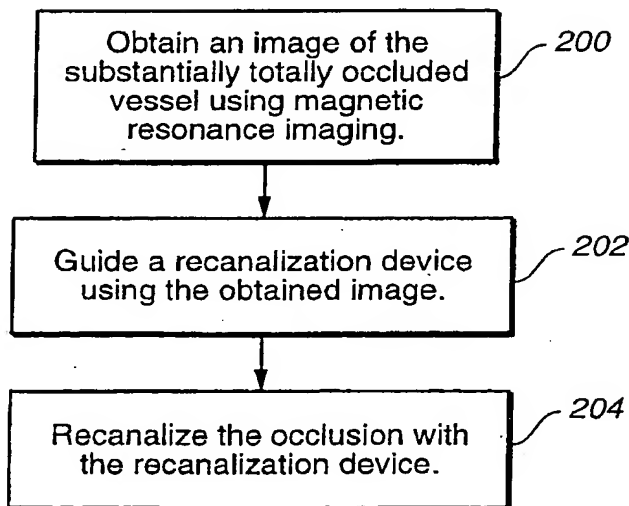 Obtain an image of the
substantially totally occluded
vessel using magnetic
resonance imaging.
200
Guide a recanalization device
using the obtained image.
202
Recanalize the occlusion with
the recanalization device.
204